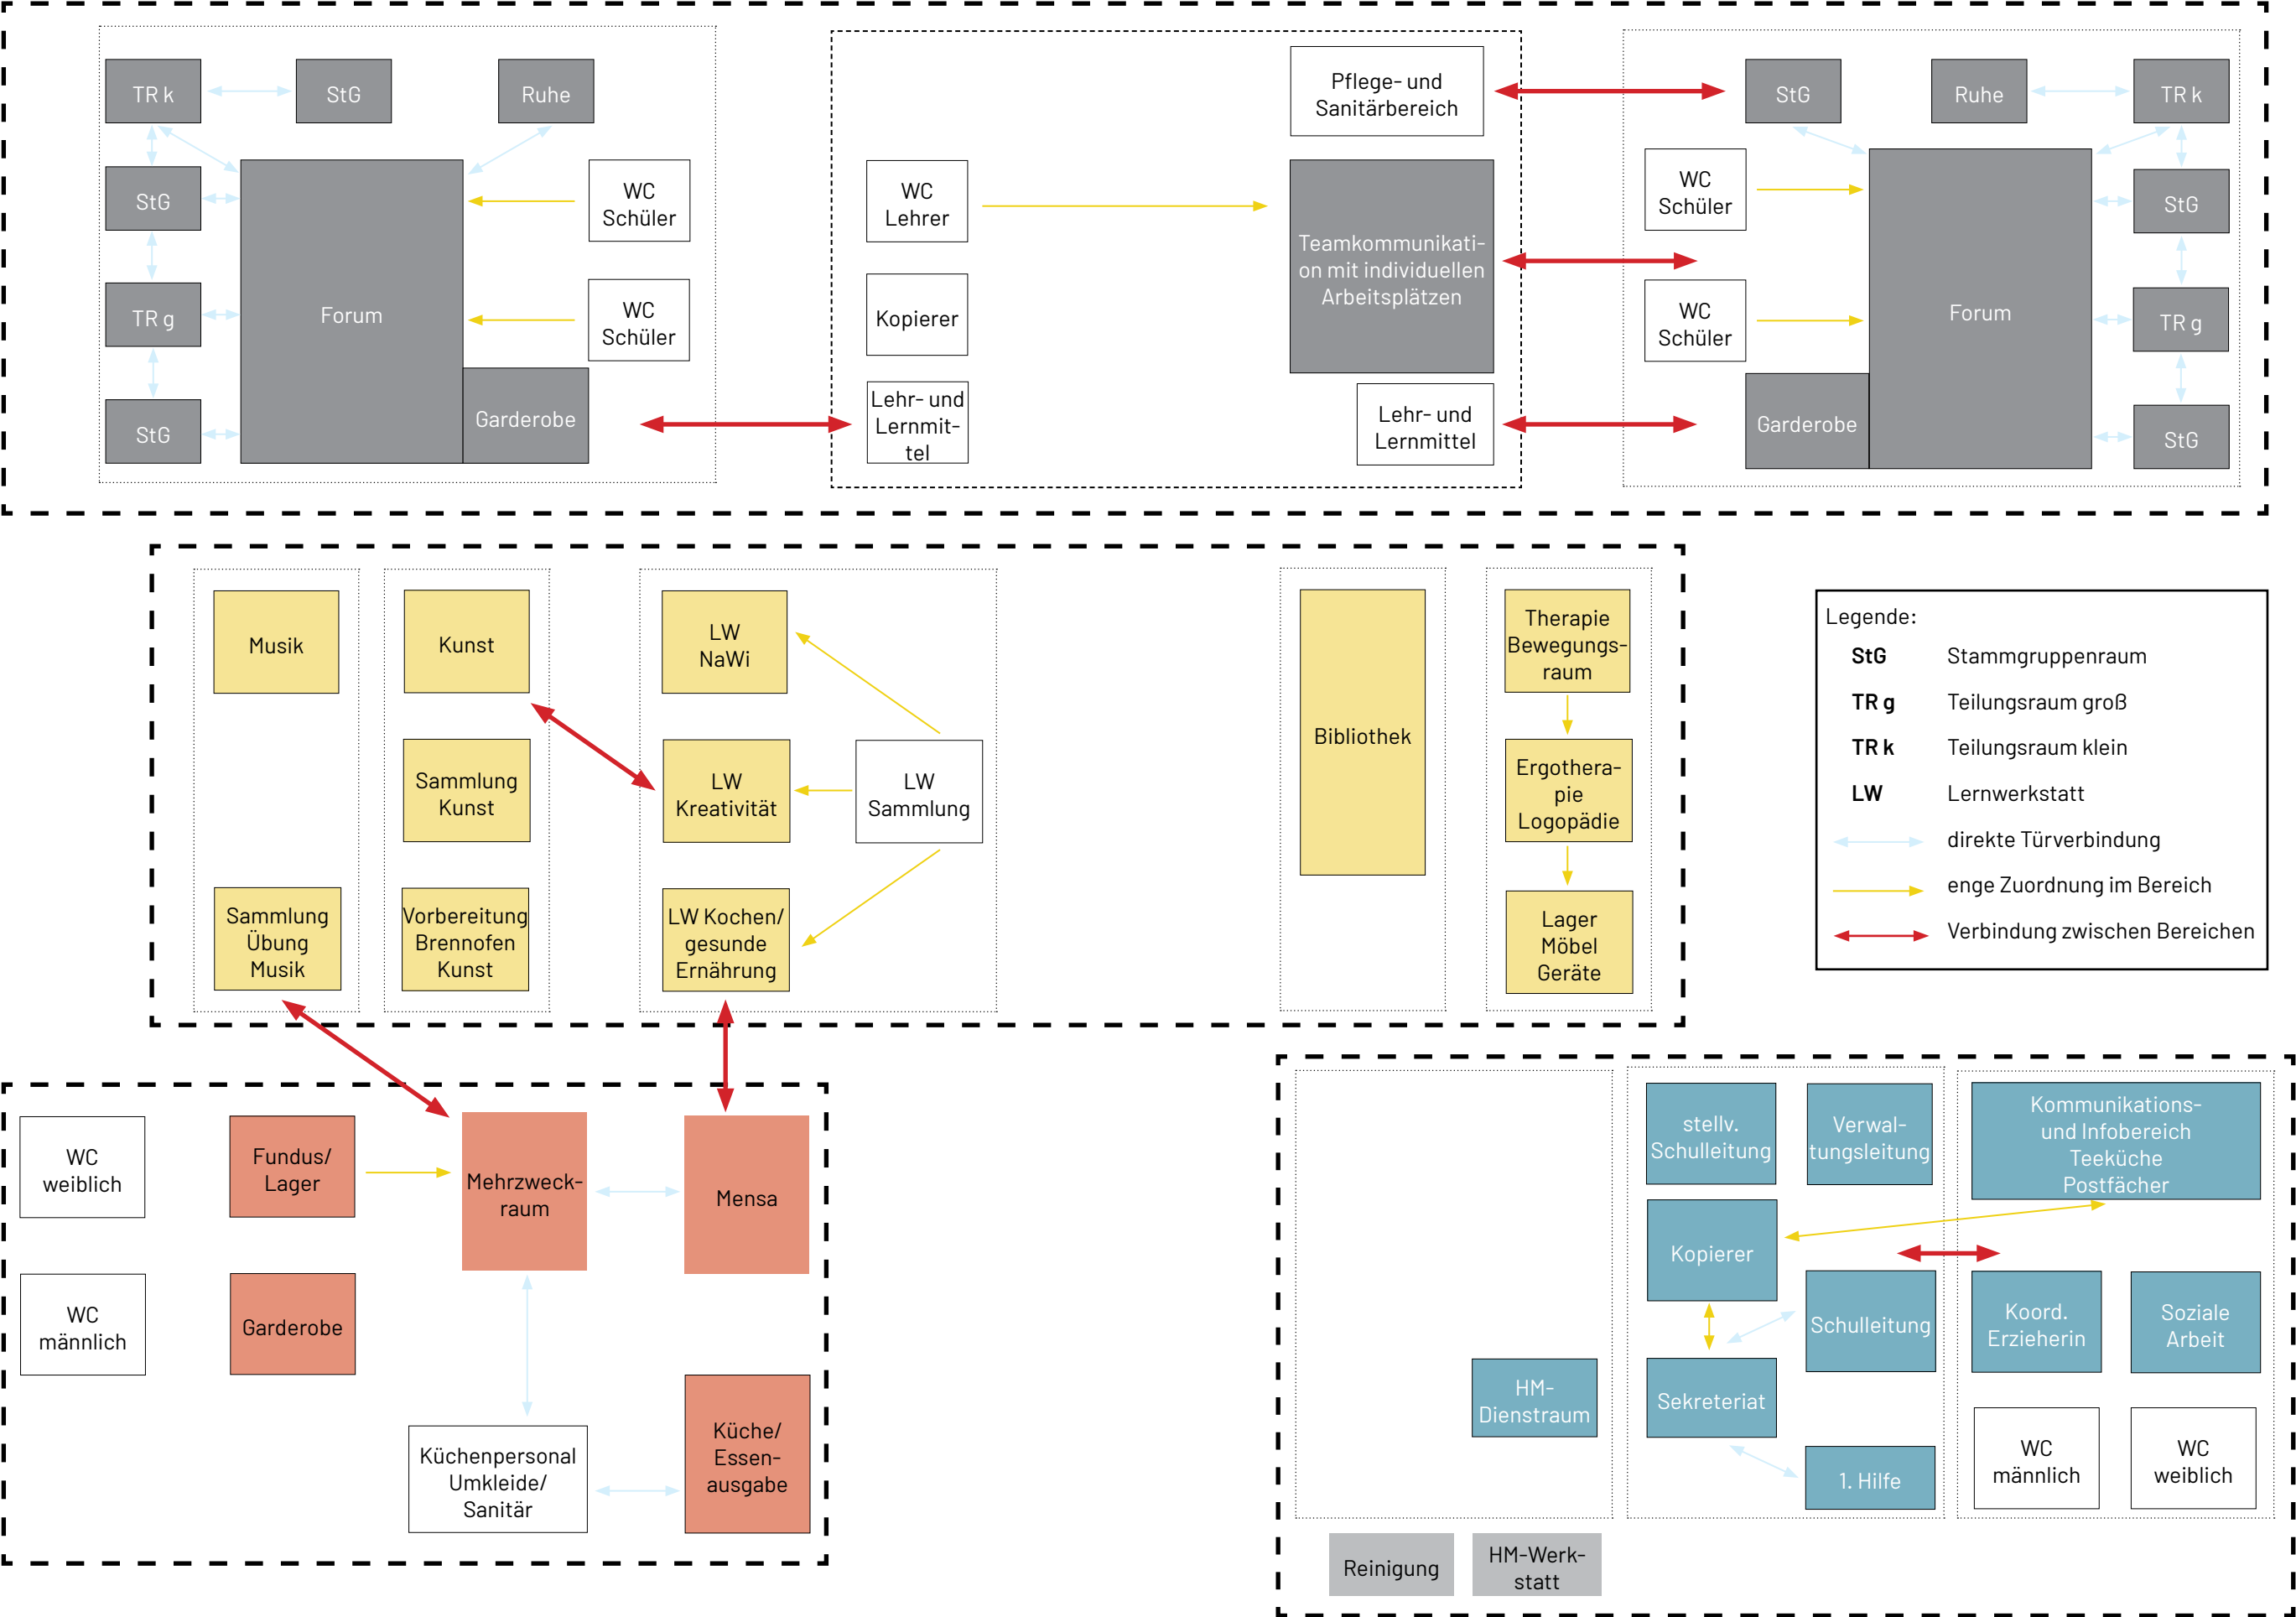 TR k
StG
Ruhe
StG
TR g
StG
Forum
Garderobe
WC
Schüler
WC
Schüler
WC
Lehrer
Kopierer
Lehr- und
Lernmit-
tel
Pflege- und
Sanitärbereich
Teamkommunikati-
on mit individuellen
Arbeitsplätzen
Lehr- und
Lernmittel
StG
Ruhe
TR k
WC
Schüler
WC
Schüler
Garderobe
Forum
StG
TR g
StG
Musik
Sammlung
Übung
Musik
Kunst
Sammlung
Kunst
Vorbereitung
Brennofen
Kunst
LW
NaWi
LW
Kreativität
LW Kochen/
gesunde
Ernährung
LW
Sammlung
Bibliothek
Therapie
Bewegungs-
raum
Ergothera-
pie
Logopädie
Lager
Möbel
Geräte
Legende:
StG Stammgruppenraum
TR g Teilungsraum groß
TR k Teilungsraum klein
LW Lernwerkstatt
direkte Türverbindung
enge Zuordnung im Bereich
Verbindung zwischen Bereichen
WC
weiblich
WC
männlich
Fundus/
Lager
Garderobe
Mehrzweck-
raum
Mensa
Küchenpersonal
Umkleide/
Sanitär
Küche/
Essen-
ausgabe
HM-
Dienstraum
stellv.
Schulleitung
Verwal-
tungsleitung
Kopierer
Schulleitung
Sekreteriat
1. Hilfe
Kommunikations-
und Infobereich
Teeküche
Postfächer
Koord.
Erzieherin
Soziale
Arbeit
WC
männlich
WC
weiblich
Reinigung
HM-Werk-
statt